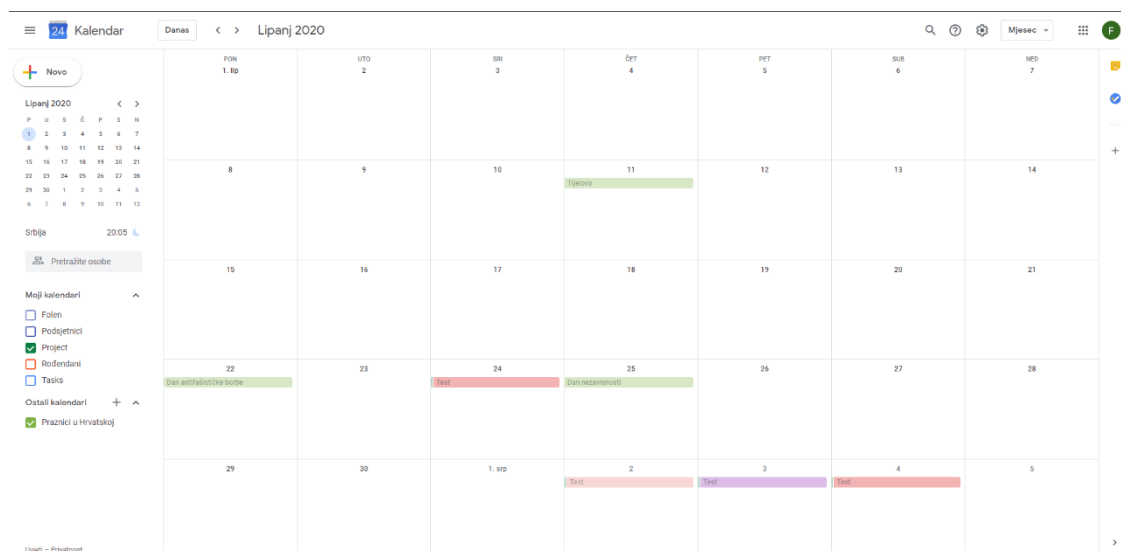 24 Kalendar Danas Lipanj 2020 Mjesec F
Novo
Lipanj 2020
P U S Č P S N
1 2 3 4 5 6 7
8 9 10 11 12 13 14
15 16 17 18 19 20 21
22 23 24 25 26 27 28
29 30 1 2 3 4 5
6 7 8 9 10 11 12
Srbija 20:05
Pretražite osobe
Moji kalendari
Folen
Podsjetnici
Project
Rođendani
Tasks
Ostali kalendari
Praznici u Hrvatskoj
Uvjeti – Privatnost
PON UTO SRI ČET PET SUB NED
1. lip 2 3 4 5 6 7
8 9 10 11 12 13 14
Tijelovo
15 16 17 18 19 20 21
22 23 24 25 26 27 28
Dan antifašističke borbe Test Dan nezavisnosti
29 30 1. srp 2 3 4 5
Test Test Test